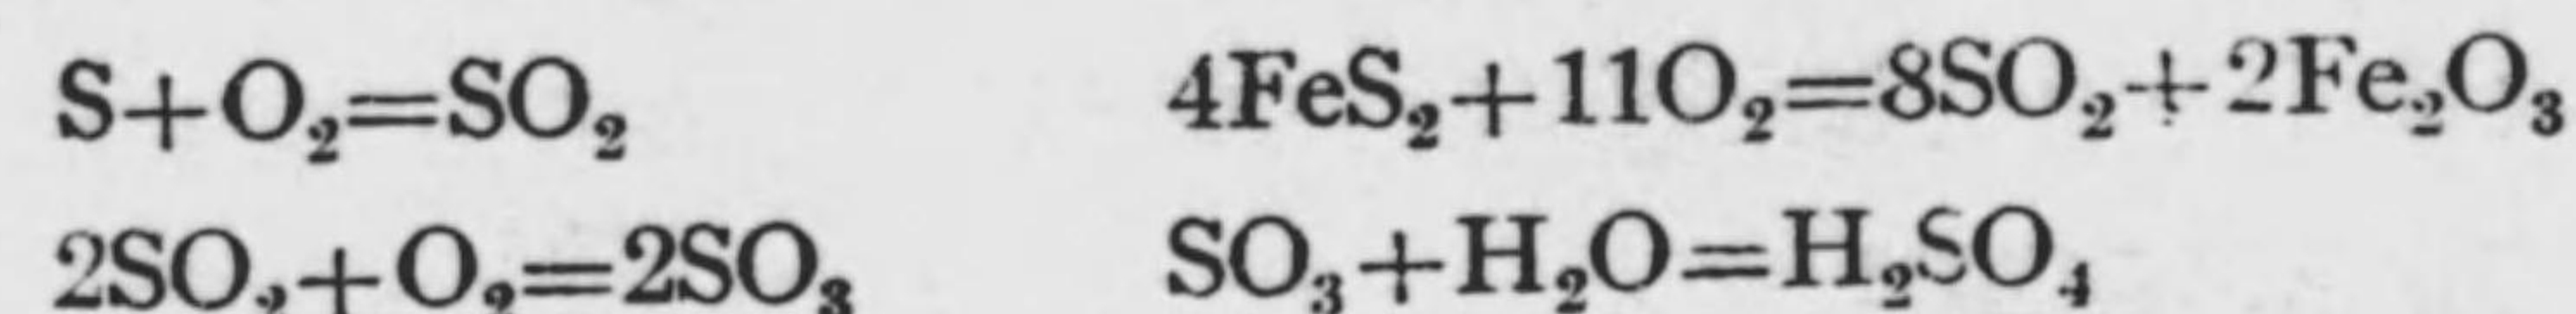 S+O₂=SO₂ 4FeS₂+11O₂=8SO₂+2Fe₂O₃
2SO₂+O₂=2SO₃ SO₃+H₂O=H₂SO₄